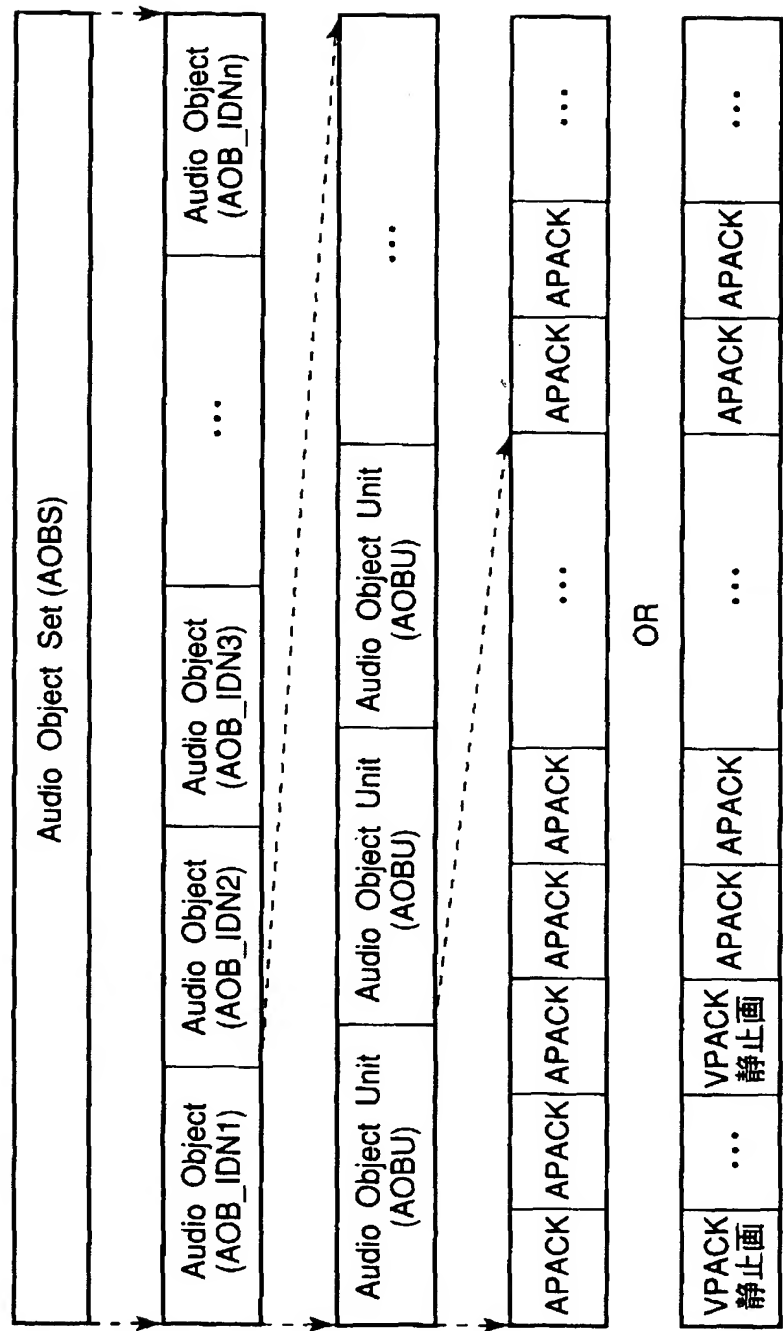 Audio Object Set (AOBS)
Audio Object
(AOB_IDN1)
Audio Object
(AOB_IDN2)
Audio Object
(AOB_IDN3)
...
Audio Object
(AOB_IDNn)
Audio Object Unit
(AOBU)
Audio Object Unit
(AOBU)
Audio Object Unit
(AOBU)
...
APACK
APACK
APACK
APACK
APACK
...
APACK
APACK
...
OR
VPACK
静止画
...
VPACK
静止画
APACK
APACK
...
APACK
APACK
...